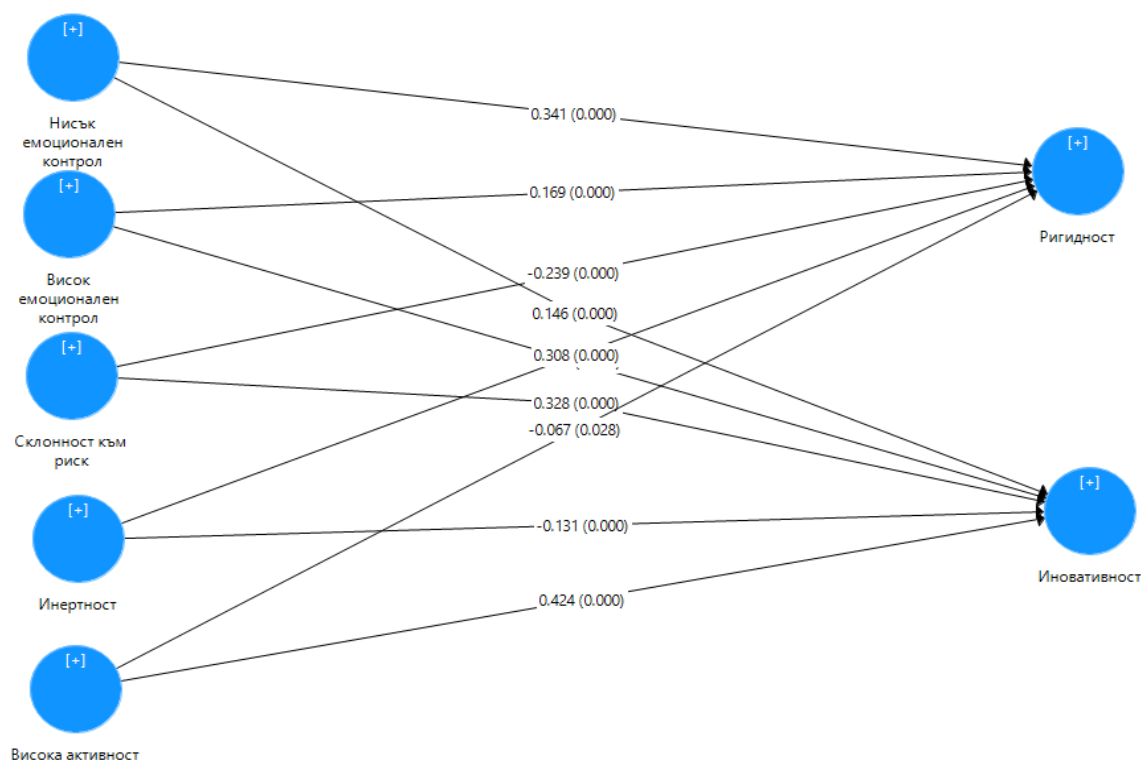 [+]
Нисък
емоционален
контрол
[+]
Висок
емоционален
контрол
[+]
Склонност към
риск
[+]
Инертност
[+]
Висока активност
0.341 (0.000)
0.169 (0.000)
-0.239 (0.000)
0.146 (0.000)
0.308 (0.000)
0.328 (0.000)
-0.067 (0.028)
-0.131 (0.000)
0.424 (0.000)
[+]
Ригидност
[+]
Иновативност